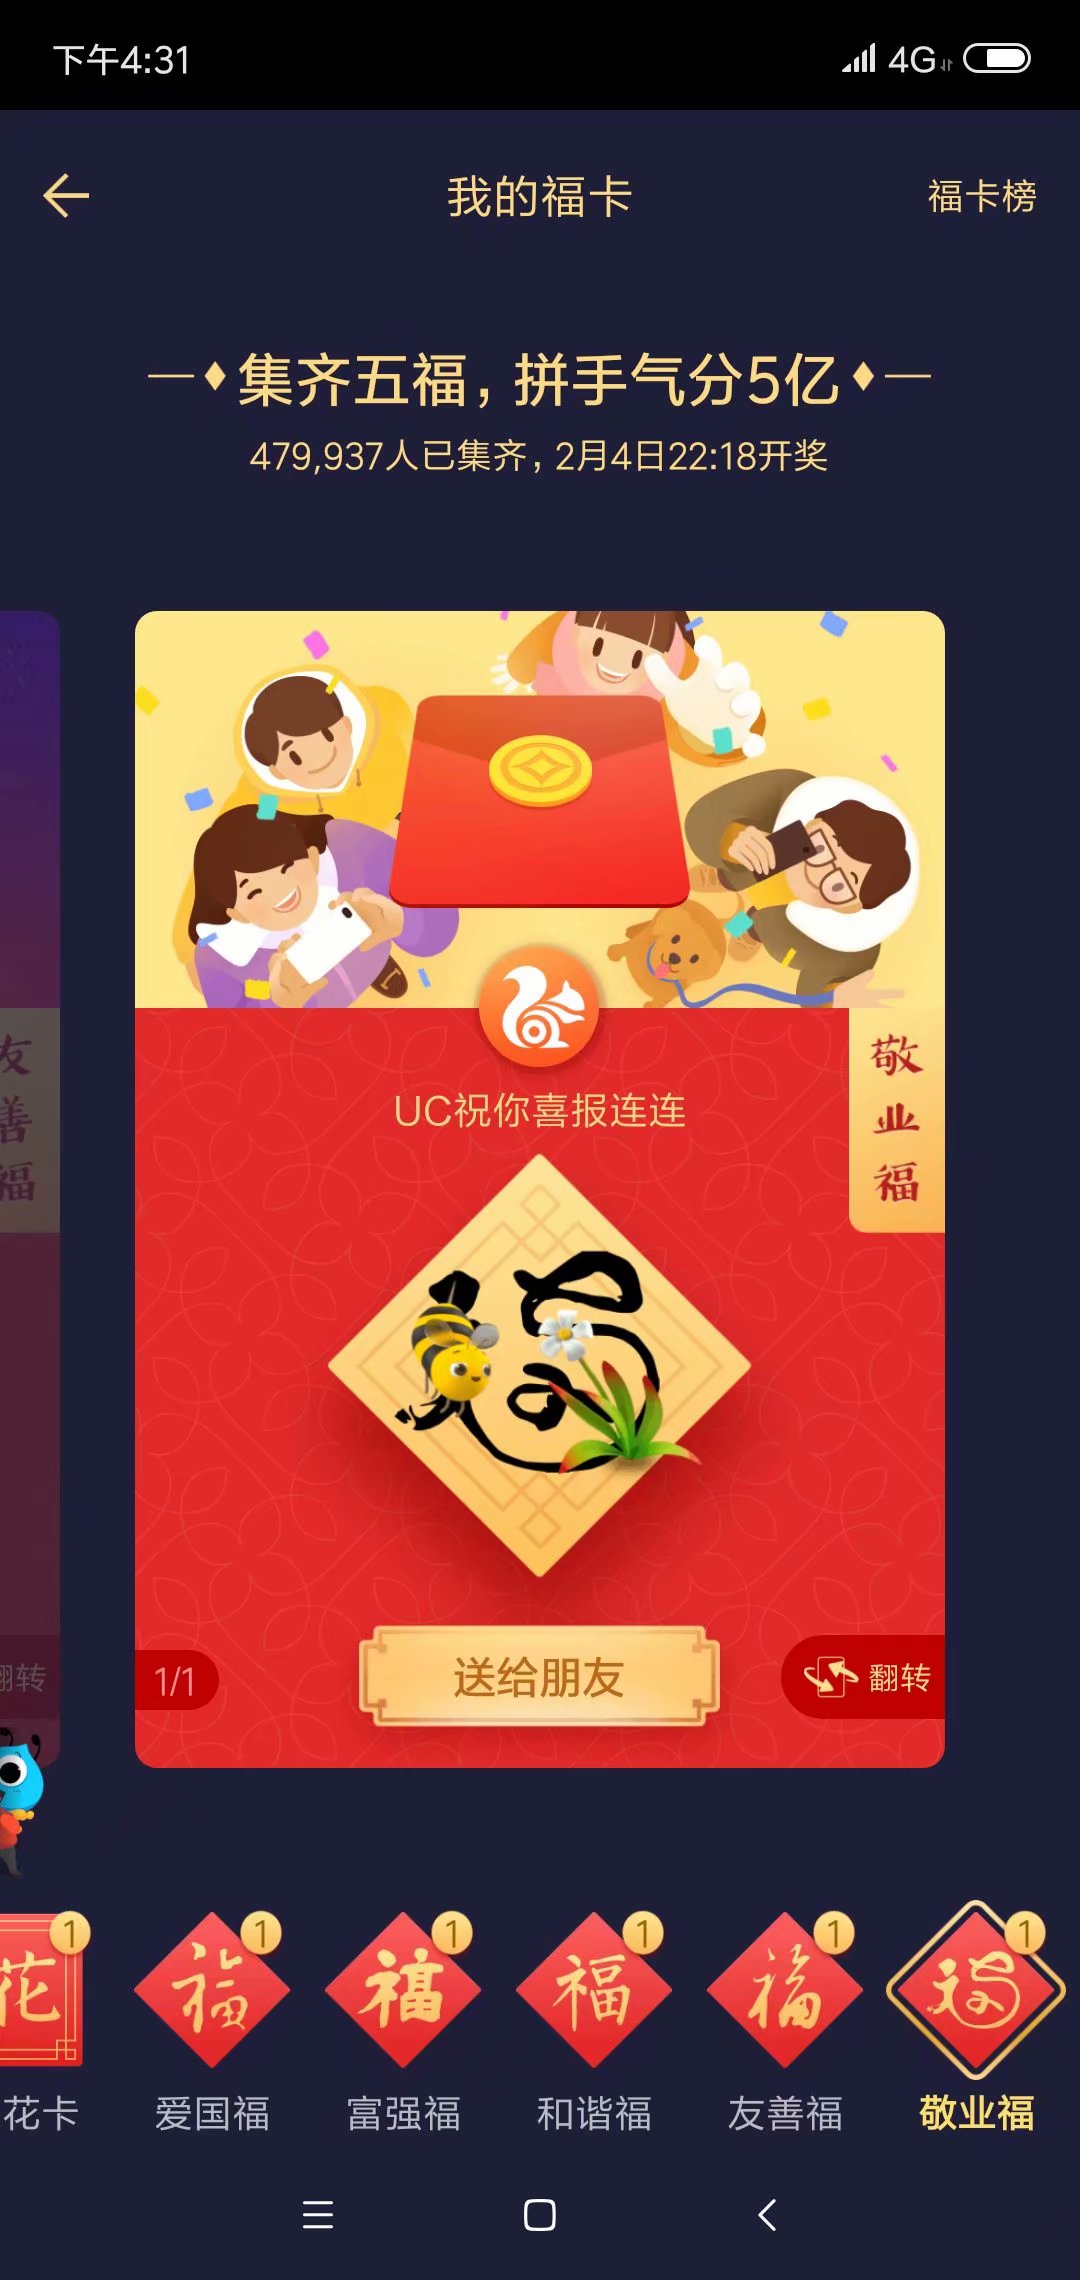 下午4:31
4G
我的福卡
福卡榜
集齐五福，拼手气分5亿
479,937人已集齐，2月4日22:18开奖
友善福
敬业福
UC祝你喜报连连
福
翻转
1/1
送给朋友
翻转
花
1
福
1
福
1
福
1
福
1
福
1
花卡
爱国福
富强福
和谐福
友善福
敬业福